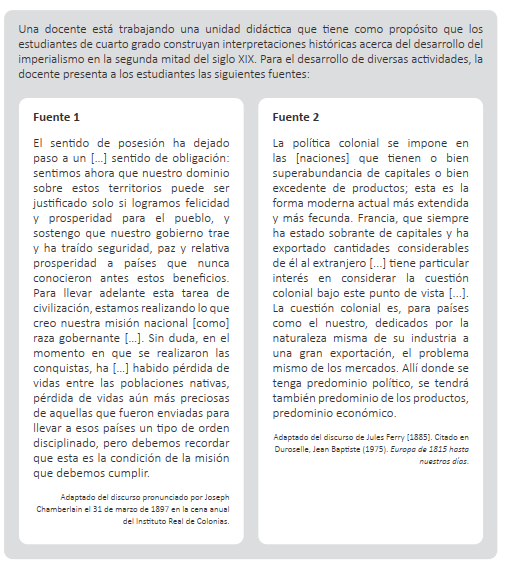 Una docente está trabajando una unidad didáctica que tiene como propósito que los
estudiantes de cuarto grado construyan interpretaciones históricas acerca del desarrollo del
imperialismo en la segunda mitad del siglo XIX. Para el desarrollo de diversas actividades, la
docente presenta a los estudiantes las siguientes fuentes:
Fuente 1
El sentido de posesión ha dejado
paso a un [...] sentido de obligación:
sentimos ahora que nuestro dominio
sobre estos territorios puede ser
justificado solo si logramos felicidad
y prosperidad para el pueblo, y
sostengo que nuestro gobierno trae
y ha traído seguridad, paz y relativa
prosperidad a países que nunca
conocieron antes estos beneficios.
Para llevar adelante esta tarea de
civilización, estamos realizando lo que
creo nuestra misión nacional [como]
raza gobernante [...]. Sin duda, en el
momento en que se realizaron las
conquistas, ha [...] habido pérdida de
vidas entre las poblaciones nativas,
pérdida de vidas aún más preciosas
de aquellas que fueron enviadas para
llevar a esos países un tipo de orden
disciplinado, pero debemos recordar
que esta es la condición de la misión
que debemos cumplir.
Adaptado del discurso pronunciado por Joseph
Chamberlain el 31 de marzo de 1897 en la cena anual
del Instituto Real de Colonias.
Fuente 2
La política colonial se impone en
las [naciones] que tienen o bien
superabundancia de capitales o bien
excedente de productos; esta es la
forma moderna actual más extendida
y más fecunda. Francia, que siempre
ha estado sobrante de capitales y ha
exportado cantidades considerables
de él al extranjero [...] tiene particular
interés en considerar la cuestión
colonial bajo este punto de vista [...].
La cuestión colonial es, para países
como el nuestro, dedicados por la
naturaleza misma de su industria a
una gran exportación, el problema
mismo de los mercados. Allí donde se
tenga predominio político, se tendrá
también predominio de los productos,
predominio económico.
Adaptado del discurso de Jules Ferry [1885]. Citado en
Duroselle, Jean Baptiste (1975). Europa de 1815 hasta
nuestros días.